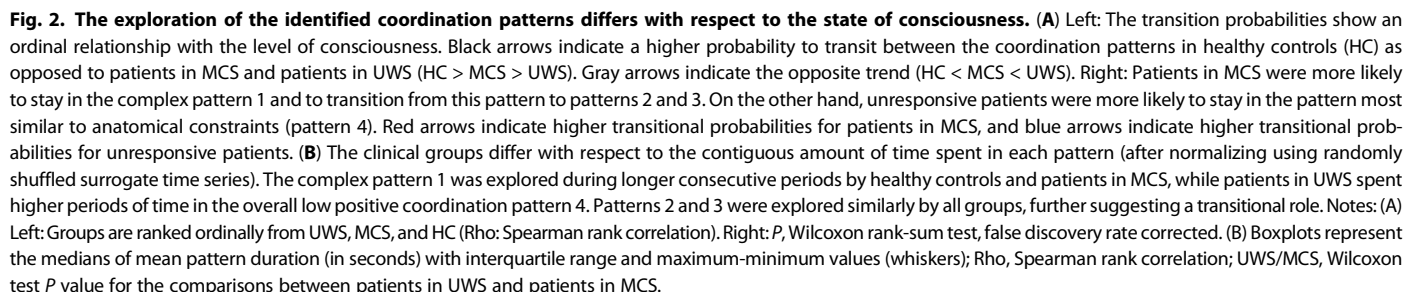 Fig. 2. The exploration of the identified coordination patterns differs with respect to the state of consciousness. (A) Left: The transition probabilities show an
ordinal relationship with the level of consciousness. Black arrows indicate a higher probability to transit between the coordination patterns in healthy controls (HC) as
opposed to patients in MCS and patients in UWS (HC > MCS > UWS). Gray arrows indicate the opposite trend (HC < MCS < UWS). Right: Patients in MCS were more likely
to stay in the complex pattern 1 and to transition from this pattern to patterns 2 and 3. On the other hand, unresponsive patients were more likely to stay in the pattern most
similar to anatomical constraints (pattern 4). Red arrows indicate higher transitional probabilities for patients in MCS, and blue arrows indicate higher transitional prob-
abilities for unresponsive patients. (B) The clinical groups differ with respect to the contiguous amount of time spent in each pattern (after normalizing using randomly
shuffled surrogate time series). The complex pattern 1 was explored during longer consecutive periods by healthy controls and patients in MCS, while patients in UWS spent
higher periods of time in the overall low positive coordination pattern 4. Patterns 2 and 3 were explored similarly by all groups, further suggesting a transitional role. Notes: (A)
Left: Groups are ranked ordinally from UWS, MCS, and HC (Rho: Spearman rank correlation). Right: P, Wilcoxon rank-sum test, false discovery rate corrected. (B) Boxplots represent
the medians of mean pattern duration (in seconds) with interquartile range and maximum-minimum values (whiskers); Rho, Spearman rank correlation; UWS/MCS, Wilcoxon
test P value for the comparisons between patients in UWS and patients in MCS.